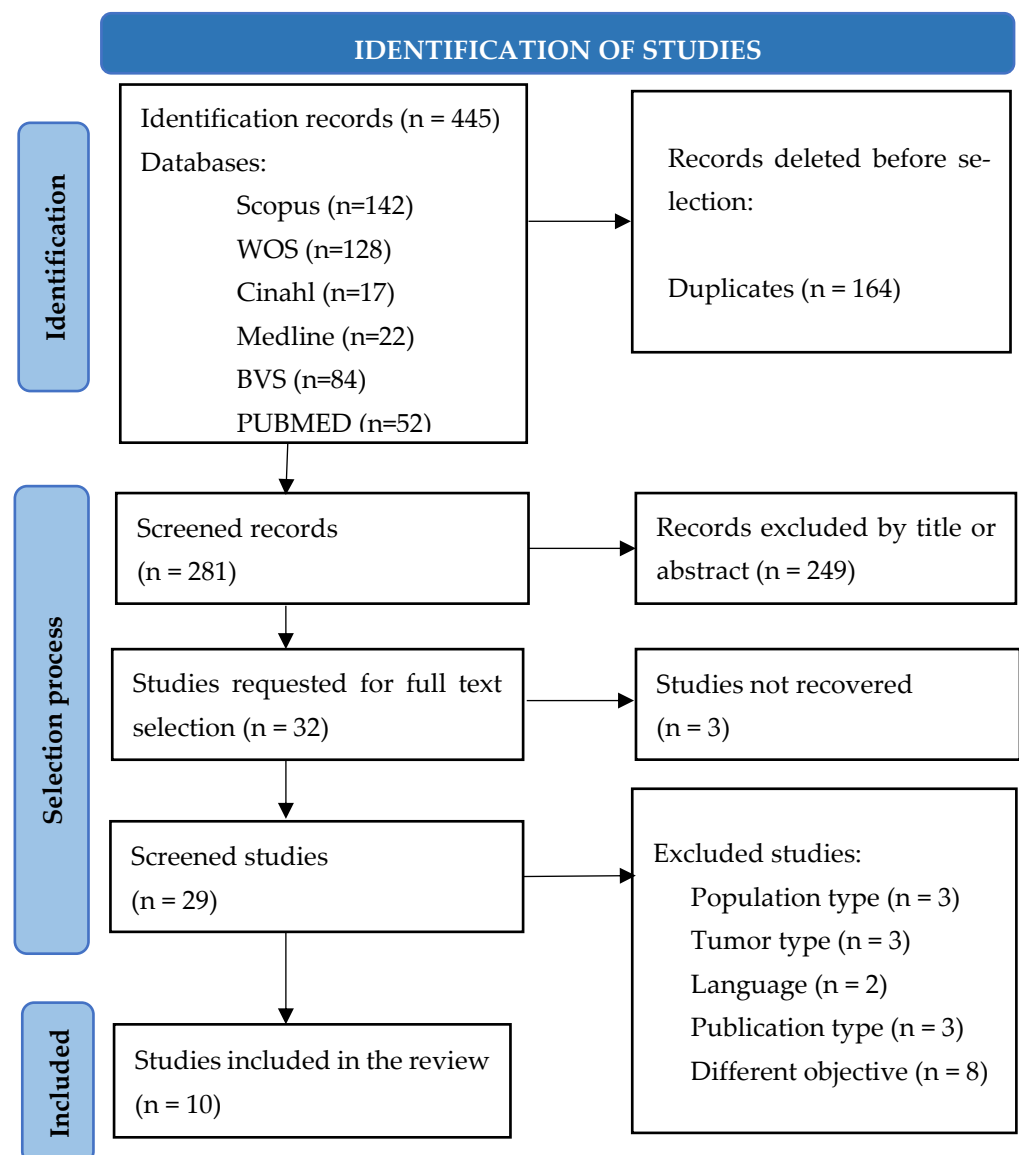 IDENTIFICATION OF STUDIES
Identification
Identification records (n = 445)
Databases:
Scopus (n=142)
WOS (n=128)
Cinahl (n=17)
Medline (n=22)
BVS (n=84)
PUBMED (n=52)
Records deleted before se-
lection:
Duplicates (n = 164)
Selection process
Screened records
(n = 281)
Records excluded by title or
abstract (n = 249)
Studies requested for full text
selection (n = 32)
Studies not recovered
(n = 3)
Screened studies
(n = 29)
Excluded studies:
Population type (n = 3)
Tumor type (n = 3)
Language (n = 2)
Publication type (n = 3)
Different objective (n = 8)
Included
Studies included in the review
(n = 10)